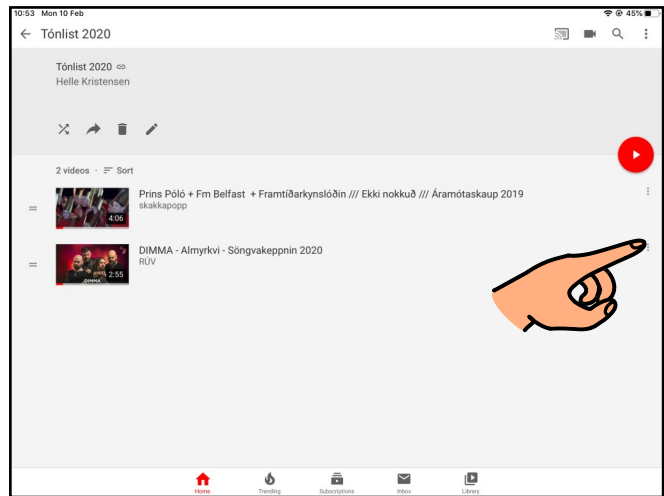 10:53 Mon 10 Feb 45%
Tónlist 2020
Tónlist 2020
Helle Kristensen
2 videos · Sort
Prins Póló + Fm Belfast + Framtíðarkynslóðin /// Ekki nokkuð /// Áramótaskaup 2019
skakkapopp
4:06
DIMMA - Almyrkvi - Söngvakeppnin 2020
RÚV
2:55
DIMMA
Home Trending Subscriptions Inbox Library